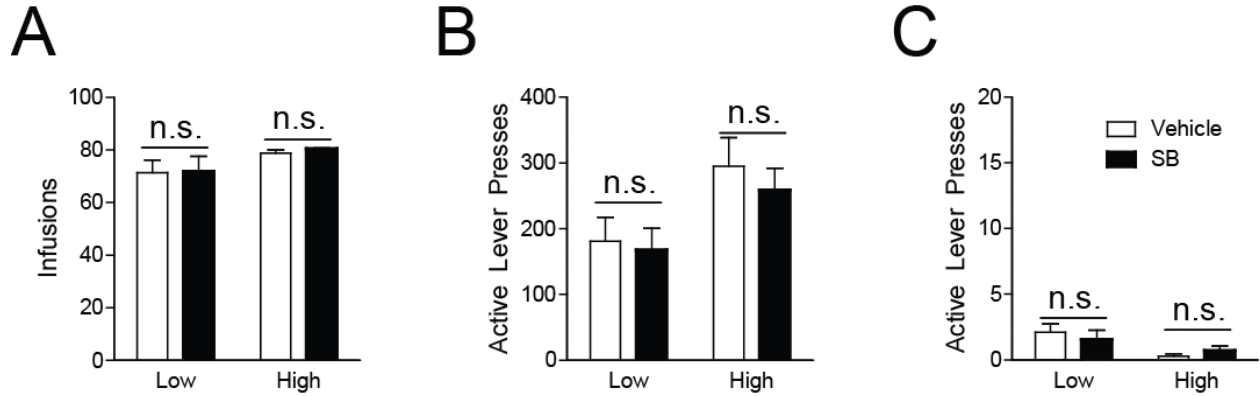 A
Infusions
100
80
60
40
20
0
n.s.
n.s.
Low
High
B
Active Lever Presses
400
300
200
100
0
n.s.
n.s.
Low
High
C
Active Lever Presses
20
15
10
5
0
Vehicle
SB
n.s.
n.s.
Low
High